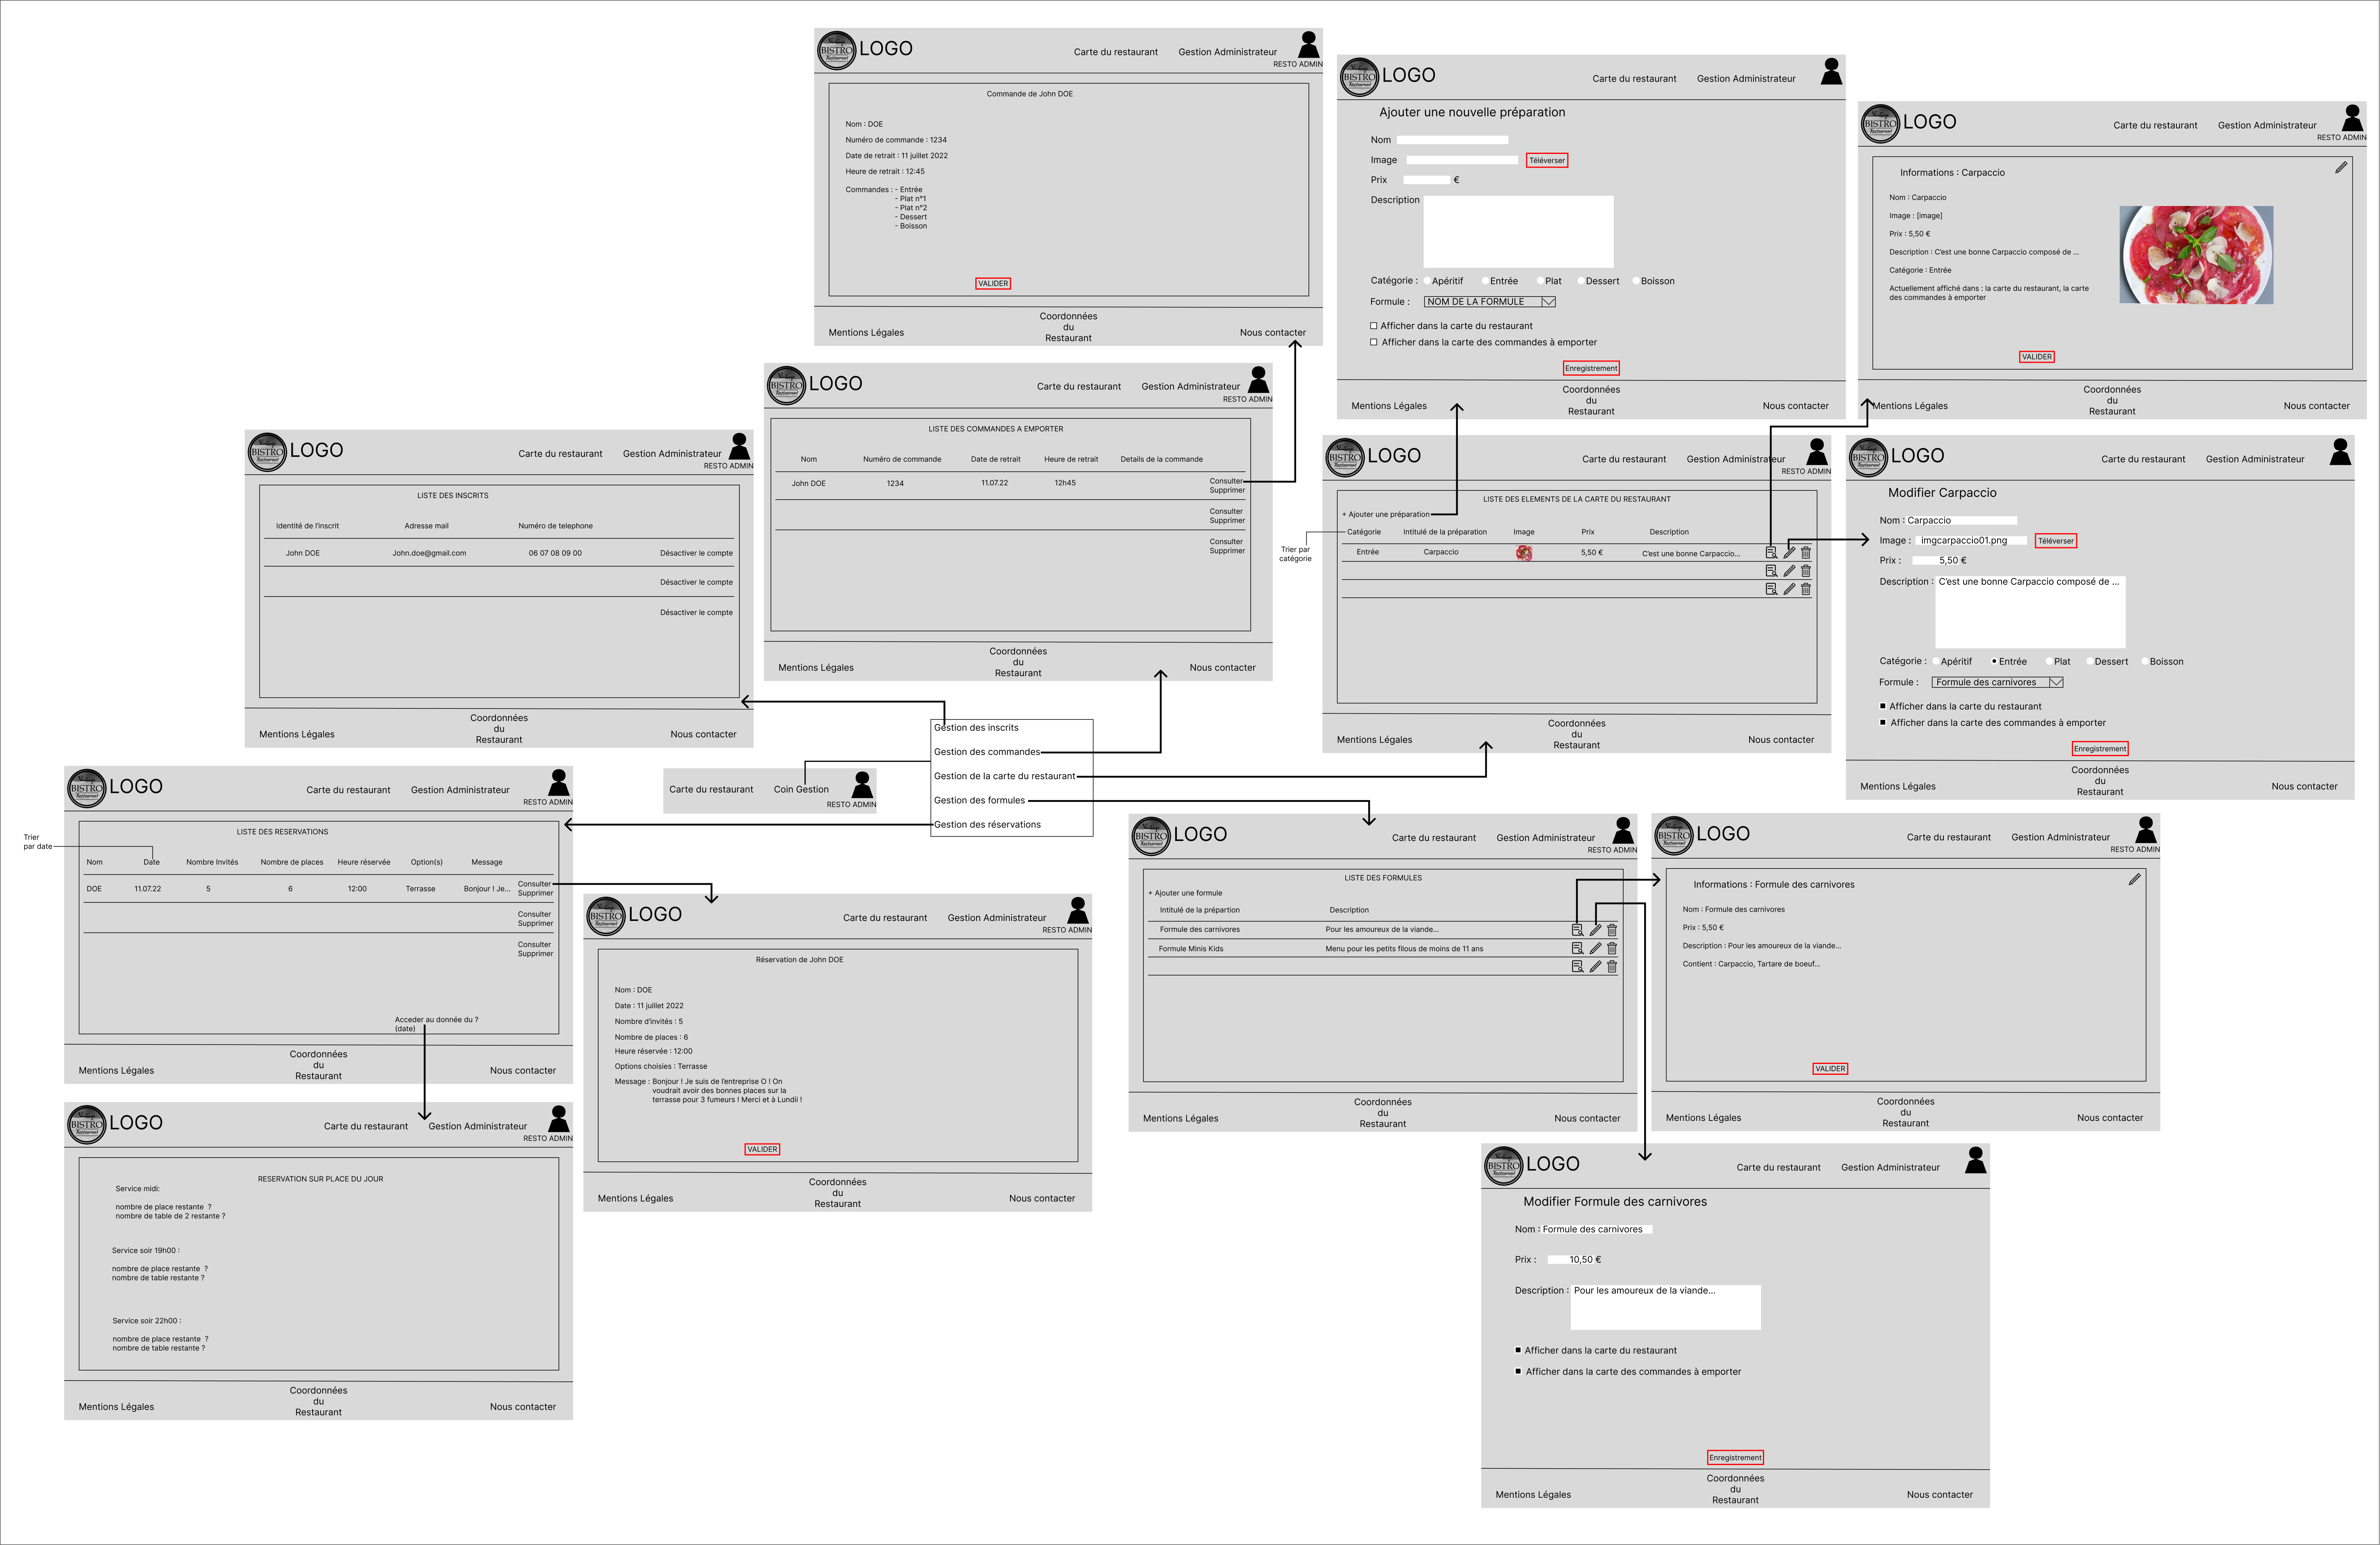 Vintage
BISTRO
Restaurant
LOGO
Carte du restaurant
Gestion Administrateur
RESTO ADMIN
Commande de John DOE
Nom : DOE
Numéro de commande : 1234
Date de retrait : 11 juillet 2022
Heure de retrait : 12:45
Commandes : - Entrée
- Plat n°1
- Plat n°2
- Dessert
- Boisson
VALIDER
Mentions Légales
Coordonnées
du
Restaurant
Nous contacter
Vintage
BISTRO
Restaurant
LOGO
Carte du restaurant
Gestion Administrateur
Ajouter une nouvelle préparation
Nom
Image
Téléverser
Prix €
Description
Catégorie : Apéritif Entrée Plat Dessert Boisson
Formule : NOM DE LA FORMULE
Afficher dans la carte du restaurant
Afficher dans la carte des commandes à emporter
Enregistrement
Mentions Légales
Coordonnées
du
Restaurant
Nous contacter
Vintage
BISTRO
Restaurant
LOGO
Carte du restaurant
Gestion Administrateur
RESTO ADMIN
Informations : Carpaccio
Nom : Carpaccio
Image : [image]
Prix : 5,50 €
Description : C'est une bonne Carpaccio composé de ...
Catégorie : Entrée
Actuellement affiché dans : la carte du restaurant, la carte
des commandes à emporter
VALIDER
Mentions Légales
Coordonnées
du
Restaurant
Nous contacter
Vintage
BISTRO
Restaurant
LOGO
Carte du restaurant
Gestion Administrateur
RESTO ADMIN
LISTE DES COMMANDES A EMPORTER
Nom Numéro de commande Date de retrait Heure de retrait Details de la commande
John DOE 1234 11.07.22 12h45 Consulter
Supprimer
Consulter
Supprimer
Consulter
Supprimer
Mentions Légales
Coordonnées
du
Restaurant
Nous contacter
Vintage
BISTRO
Restaurant
LOGO
Carte du restaurant
Gestion Administrateur
RESTO ADMIN
LISTE DES INSCRITS
Identité de l'inscrit Adresse mail Numéro de telephone
John DOE John.doe@gmail.com 06 07 08 09 00 Désactiver le compte
Désactiver le compte
Désactiver le compte
Mentions Légales
Coordonnées
du
Restaurant
Nous contacter
Vintage
BISTRO
Restaurant
LOGO
Carte du restaurant
Gestion Administrateur
RESTO ADMIN
LISTE DES ELEMENTS DE LA CARTE DU RESTAURANT
+ Ajouter une préparation
Catégorie Intitulé de la préparation Image Prix Description
Trier par
catégorie
Entrée Carpaccio 5,50 € C'est une bonne Carpaccio...
Mentions Légales
Coordonnées
du
Restaurant
Nous contacter
Vintage
BISTRO
Restaurant
LOGO
Carte du restaurant
Gestion Administrateur
Modifier Carpaccio
Nom : Carpaccio
Image : imgcarpaccio01.png
Téléverser
Prix : 5,50 €
Description : C'est une bonne Carpaccio composé de ...
Catégorie : Apéritif Entrée Plat Dessert Boisson
Formule : Formule des carnivores
Afficher dans la carte du restaurant
Afficher dans la carte des commandes à emporter
Enregistrement
Mentions Légales
Coordonnées
du
Restaurant
Nous contacter
Gestion des inscrits
Gestion des commandes
Gestion de la carte du restaurant
Gestion des formules
Gestion des réservations
Carte du restaurant
Coin Gestion
RESTO ADMIN
Vintage
BISTRO
Restaurant
LOGO
Carte du restaurant
Gestion Administrateur
RESTO ADMIN
LISTE DES RESERVATIONS
Trier
par date
Nom Date Nombre Invités Nombre de places Heure réservée Option(s) Message
DOE 11.07.22 5 6 12:00 Terrasse Bonjour ! Je... Consulter
Supprimer
Consulter
Supprimer
Consulter
Supprimer
Acceder au donnée du ?
(date)
Mentions Légales
Coordonnées
du
Restaurant
Nous contacter
Vintage
BISTRO
Restaurant
LOGO
Carte du restaurant
Gestion Administrateur
RESTO ADMIN
Réservation de John DOE
Nom : DOE
Date : 11 juillet 2022
Nombre d'invités : 5
Nombre de places : 6
Heure réservée : 12:00
Options choisies : Terrasse
Message : Bonjour ! Je suis de l'entreprise O ! On
voudrait avoir des bonnes places sur la
terrasse pour 3 fumeurs ! Merci et à Lundii !
VALIDER
Mentions Légales
Coordonnées
du
Restaurant
Nous contacter
Vintage
BISTRO
Restaurant
LOGO
Carte du restaurant
Gestion Administrateur
RESTO ADMIN
LISTE DES FORMULES
+ Ajouter une formule
Intitulé de la prépartion Description
Formule des carnivores Pour les amoureux de la viande...
Formule Minis Kids Menu pour les petits filous de moins de 11 ans
Mentions Légales
Coordonnées
du
Restaurant
Nous contacter
Vintage
BISTRO
Restaurant
LOGO
Carte du restaurant
Gestion Administrateur
RESTO ADMIN
Informations : Formule des carnivores
Nom : Formule des carnivores
Prix : 5,50 €
Description : Pour les amoureux de la viande...
Contient : Carpaccio, Tartare de boeuf...
VALIDER
Mentions Légales
Coordonnées
du
Restaurant
Nous contacter
Vintage
BISTRO
Restaurant
LOGO
Carte du restaurant
Gestion Administrateur
RESTO ADMIN
RESERVATION SUR PLACE DU JOUR
Service midi:
nombre de place restante ?
nombre de table de 2 restante ?
Service soir 19h00 :
nombre de place restante ?
nombre de table restante ?
Service soir 22h00 :
nombre de place restante ?
nombre de table restante ?
Mentions Légales
Coordonnées
du
Restaurant
Nous contacter
Vintage
BISTRO
Restaurant
LOGO
Carte du restaurant
Gestion Administrateur
Modifier Formule des carnivores
Nom : Formule des carnivores
Prix : 10,50 €
Description : Pour les amoureux de la viande...
Afficher dans la carte du restaurant
Afficher dans la carte des commandes à emporter
Enregistrement
Mentions Légales
Coordonnées
du
Restaurant
Nous contacter